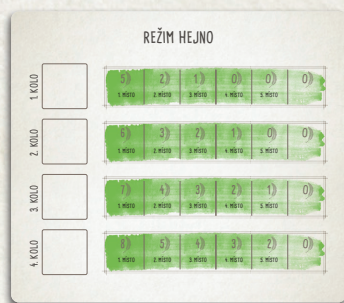 REŽIM HEJNO
1. KOLO
5 2 1 0 0 0
1. MÍSTO 2. MÍSTO 3. MÍSTO 4. MÍSTO 5. MÍSTO
2. KOLO
6 3 2 1 0 0
1. MÍSTO 2. MÍSTO 3. MÍSTO 4. MÍSTO 5. MÍSTO
3. KOLO
7 4 3 2 1 0
1. MÍSTO 2. MÍSTO 3. MÍSTO 4. MÍSTO 5. MÍSTO
4. KOLO
8 5 4 3 2 0
1. MÍSTO 2. MÍSTO 3. MÍSTO 4. MÍSTO 5. MÍSTO